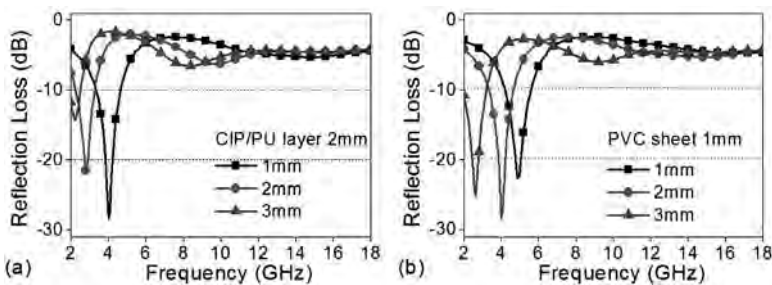 0
-10
-20
-30
Reflection Loss (dB)
CIP/PU layer 2mm
1mm
2mm
3mm
2 4 6 8 10 12 14 16 18
Frequency (GHz)
(a)
0
-10
-20
-30
Reflection Loss (dB)
PVC sheet 1mm
1mm
2mm
3mm
2 4 6 8 10 12 14 16 18
Frequency (GHz)
(b)